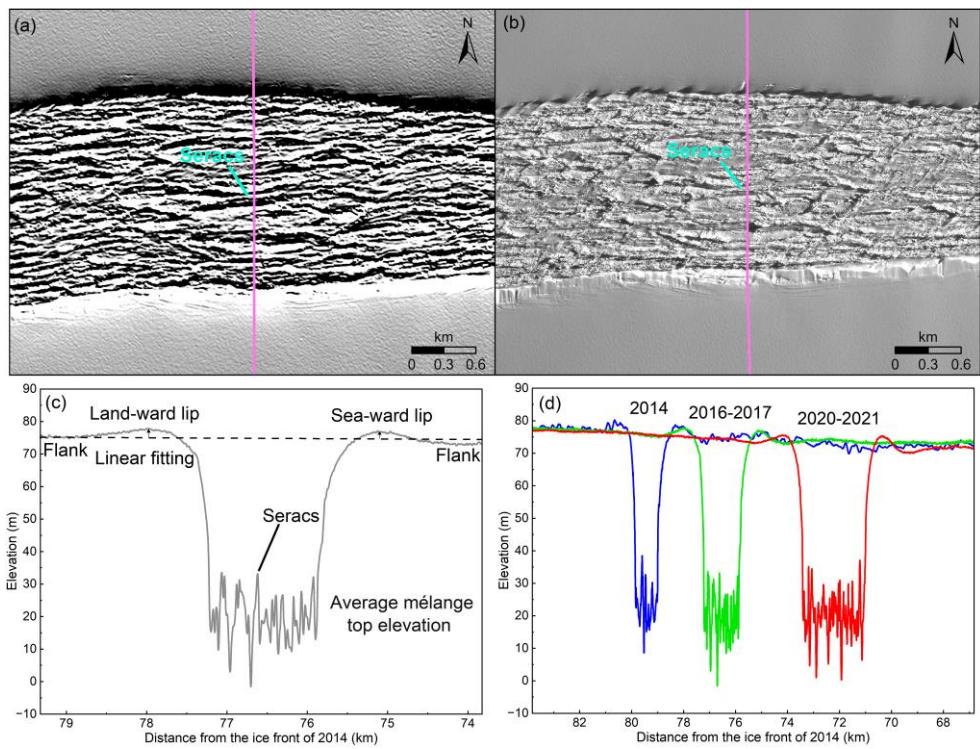 (a)
N
Seracs
km
0 0.3 0.6
(b)
N
Seracs
km
0 0.3 0.6
(c)
90
80
70
60
50
40
30
20
10
0
−10
Elevation (m)
Land-ward lip
Sea-ward lip
Flank
Linear fitting
Flank
Seracs
Average mélange
top elevation
79 78 77 76 75 74
Distance from the ice front of 2014 (km)
(d)
90
80
70
60
50
40
30
20
10
0
−10
Elevation (m)
2014
2016-2017
2020-2021
82 80 78 76 74 72 70 68
Distance from the ice front of 2014 (km)